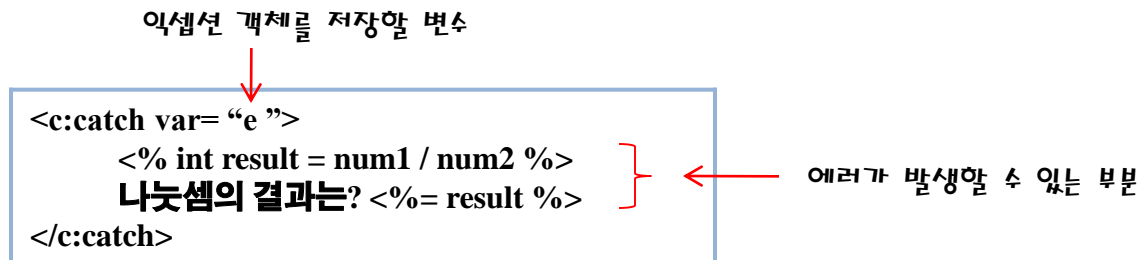 익셉션 객체를 저장할 변수
<c:catch var= “e ”>
<% int result = num1 / num2 %>
나눗셈의 결과는? <%= result %>
</c:catch>
에러가 발생할 수 있는 부분